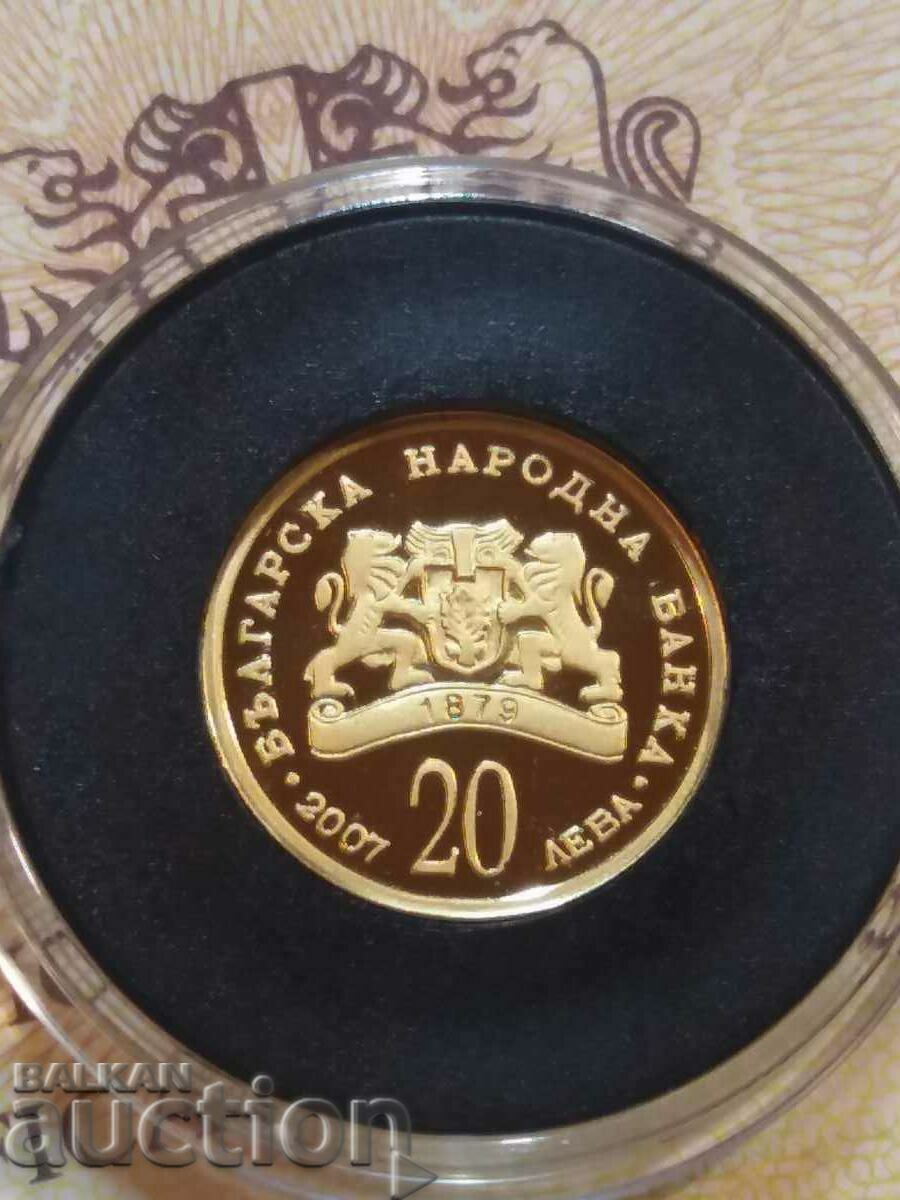 БЪЛГАРСКА НАРОДНА БАНКА
1879
2007 20 ЛЕВА
BALKAN
auction